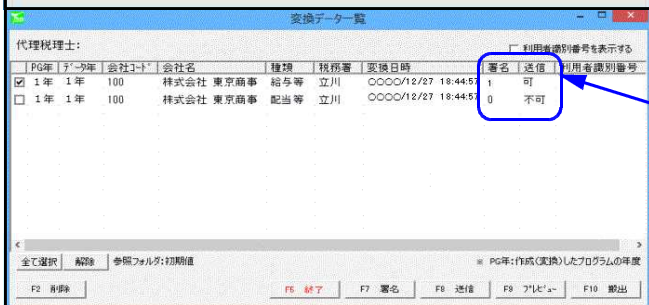 変換データ一覧
代理税理士:
利用者識別番号を表示する
PG年 データ年 会社コード 会社名 種類 税務署 変換日時 署名 送信 利用者識別番号
1年 1年 100 株式会社 東京商事 給与等 立川 〇〇〇〇/12/27 18:44:57 1 可
1年 1年 100 株式会社 東京商事 配当等 立川 〇〇〇〇/12/27 18:44:57 0 不可
全て選択 解除 参照フォルダ:初期値 ※ PG年:作成(変換)したプログラムの年度
F2 削除 F5 終了 F7 署名 F8 送信 F9 プレビュー F10 搬出